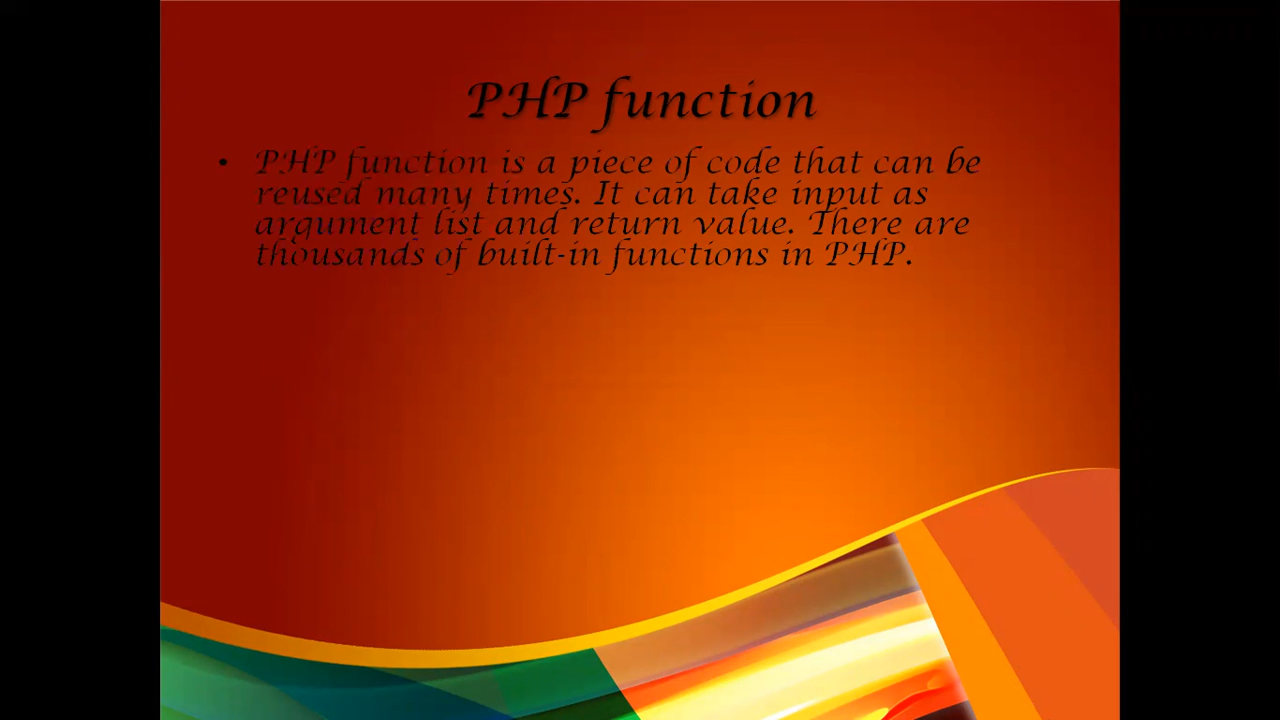 PHP function
• PHP function is a piece of code that can be
reused many times. It can take input as
argument list and return value. There are
thousands of built-in functions in PHP.